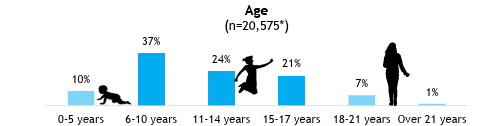 Age
(n=20,575*)
10%
37%
24%
21%
7%
1%
0-5 years
6-10 years
11-14 years
15-17 years
18-21 years
Over 21 years